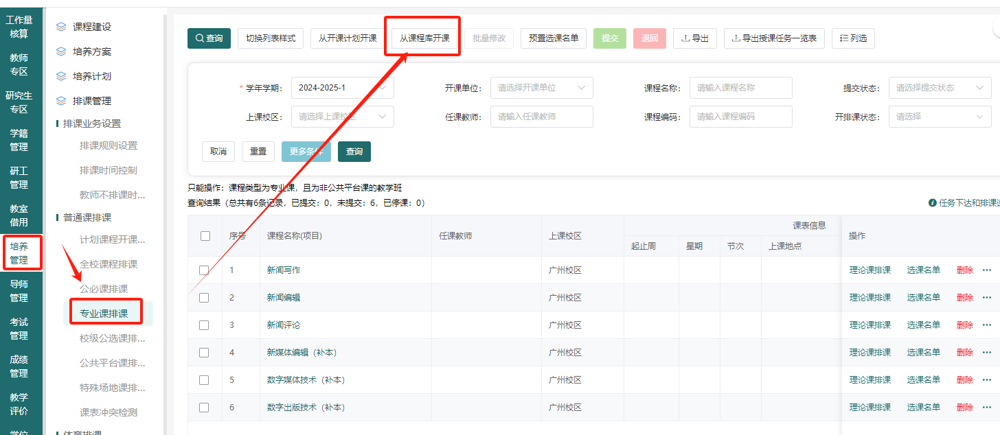 工作量
核算
教师
专区
研究生
专区
学籍
管理
研工
管理
教室
借用
培养
管理
导师
管理
考试
管理
成绩
管理
教学
评价
学位
课程建设
培养方案
培养计划
排课管理
排课业务设置
排课规则设置
排课时间控制
教师不排课时...
普通课排课
计划课程开课...
全校课程排课
公必课排课
专业课排课
校级公选课排...
公共平台课排...
特殊场地课排...
课表冲突检测
体育排课
查询 切换列表样式 从开课计划开课 从课程库开课 批量修改 预置选课名单 提交 退回 导出 导出授课任务一览表 列选
* 学年学期: 2024-2025-1 开课单位: 请选择开课单位 课程名称: 请输入课程名称 提交状态: 请选择提交状态
上课校区: 请选择上课校区 任课教师: 请输入任课教师 课程编码: 请输入课程编码 开排课状态: 请选择
取消 重置 更多条件 查询
只能操作：课程类型为专业课，且为非公共平台课的教学班
查询结果（总共有6条记录，已提交：0，未提交：6，已停课：0）
任务下达和排课
序号 课程名称(项目) 任课教师 上课校区 课表信息 操作
起止周 星期 节次 上课地点
1 新闻写作 广州校区 理论课排课 选课名单 删除 ...
2 新闻编辑 广州校区 理论课排课 选课名单 删除 ...
3 新闻评论 广州校区 理论课排课 选课名单 删除 ...
4 新媒体编辑（补本） 广州校区 理论课排课 选课名单 删除 ...
5 数字媒体技术（补本） 广州校区 理论课排课 选课名单 删除 ...
6 数字出版技术（补本） 广州校区 理论课排课 选课名单 删除 ...